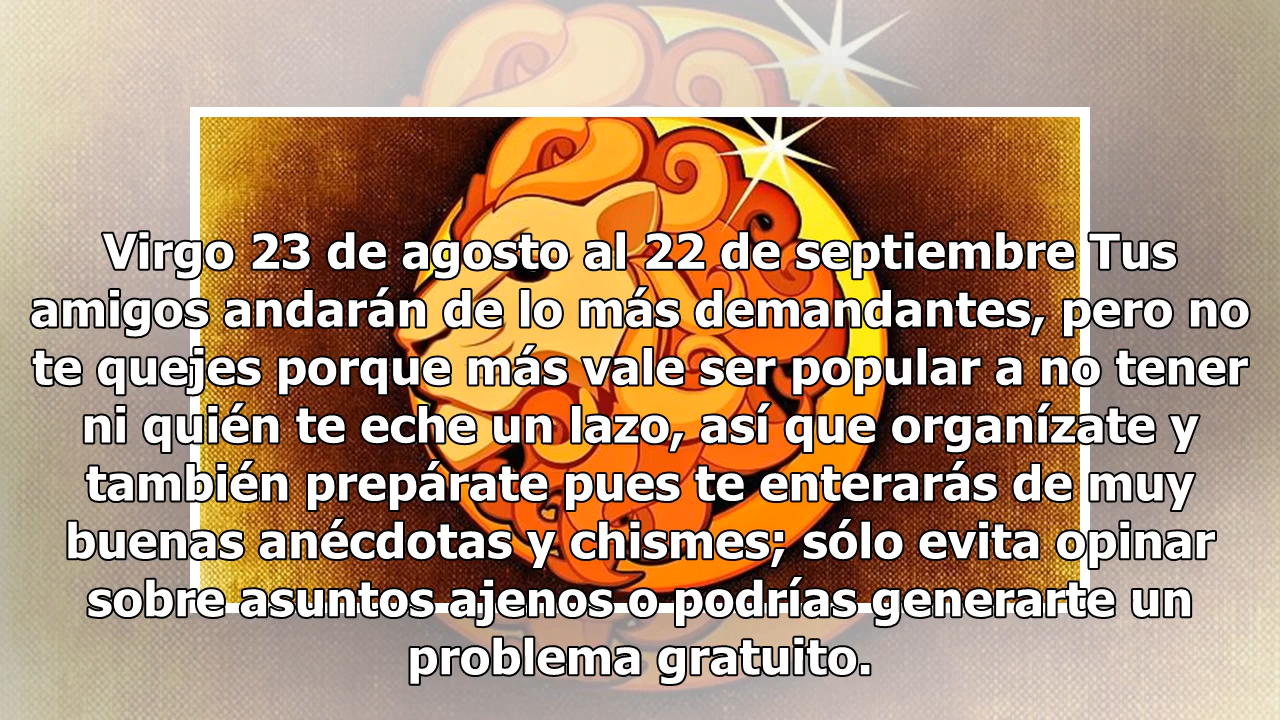 Virgo 23 de agosto al 22 de septiembre Tus
amigos andarán de lo más demandantes, pero no
te quejes porque más vale ser popular a no tener
ni quién te eche un lazo, así que organízate y
también prepárate pues te enterarás de muy
buenas anécdotas y chismes; sólo evita opinar
sobre asuntos ajenos o podrías generarte un
problema gratuito.